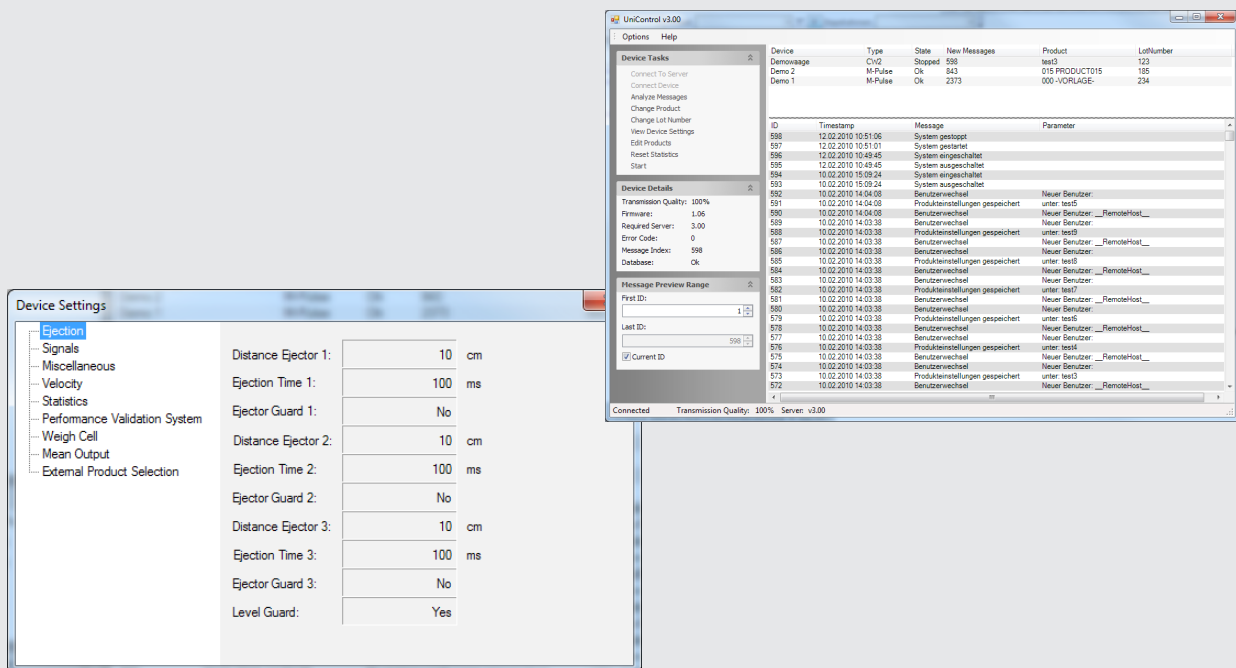 UniControl v3.00
Options Help
Device Tasks
Connect To Server
Connect Device
Analyze Messages
Change Product
Change Lot Number
View Device Settings
Edit Products
Reset Statistics
Start
Device Details
Transmission Quality: 100%
Firmware: 1.06
Required Server: 3.00
Error Code: 0
Message Index: 598
Database: Ok
Message Preview Range
First ID:
1
Last ID:
598
Current ID
Device Type State New Messages Product LotNumber
Demowaage CW2 Stopped 598 test3 123
Demo 2 M-Pulse Ok 843 015 PRODUCT015 185
Demo 1 M-Pulse Ok 2373 000 -VORLAGE- 234
ID Timestamp Message Parameter
598 12.02.2010 10:51:06 System gestoppt
597 12.02.2010 10:51:01 System gestartet
596 12.02.2010 10:49:45 System eingeschaltet
595 12.02.2010 10:49:45 System ausgeschaltet
594 10.02.2010 15:09:24 System eingeschaltet
593 10.02.2010 15:09:24 System ausgeschaltet
592 10.02.2010 14:04:08 Benutzerwechsel Neuer Benutzer:
591 10.02.2010 14:04:08 Produkteinstellungen gespeichert unter: test5
590 10.02.2010 14:04:08 Benutzerwechsel Neuer Benutzer: __RemoteHost__
589 10.02.2010 14:03:38 Benutzerwechsel Neuer Benutzer:
588 10.02.2010 14:03:38 Produkteinstellungen gespeichert unter: test9
587 10.02.2010 14:03:38 Benutzerwechsel Neuer Benutzer: __RemoteHost__
586 10.02.2010 14:03:38 Benutzerwechsel Neuer Benutzer:
585 10.02.2010 14:03:38 Produkteinstellungen gespeichert unter: test8
584 10.02.2010 14:03:38 Benutzerwechsel Neuer Benutzer: __RemoteHost__
583 10.02.2010 14:03:38 Benutzerwechsel Neuer Benutzer:
582 10.02.2010 14:03:38 Produkteinstellungen gespeichert unter: test7
581 10.02.2010 14:03:38 Benutzerwechsel Neuer Benutzer: __RemoteHost__
580 10.02.2010 14:03:38 Benutzerwechsel Neuer Benutzer:
579 10.02.2010 14:03:38 Produkteinstellungen gespeichert unter: test6
578 10.02.2010 14:03:38 Benutzerwechsel Neuer Benutzer: __RemoteHost__
577 10.02.2010 14:03:38 Benutzerwechsel Neuer Benutzer:
576 10.02.2010 14:03:38 Produkteinstellungen gespeichert unter: test4
575 10.02.2010 14:03:38 Benutzerwechsel Neuer Benutzer: __RemoteHost__
574 10.02.2010 14:03:38 Benutzerwechsel Neuer Benutzer:
573 10.02.2010 14:03:38 Produkteinstellungen gespeichert unter: test3
572 10.02.2010 14:03:38 Benutzerwechsel Neuer Benutzer: __RemoteHost__
Connected Transmission Quality: 100% Server: v3.00
Device Settings
Ejection
Signals
Miscellaneous
Velocity
Statistics
Performance Validation System
Weigh Cell
Mean Output
External Product Selection
Distance Ejector 1: 10 cm
Ejection Time 1: 100 ms
Ejector Guard 1: No
Distance Ejector 2: 10 cm
Ejection Time 2: 100 ms
Ejector Guard 2: No
Distance Ejector 3: 10 cm
Ejection Time 3: 100 ms
Ejector Guard 3: No
Level Guard: Yes